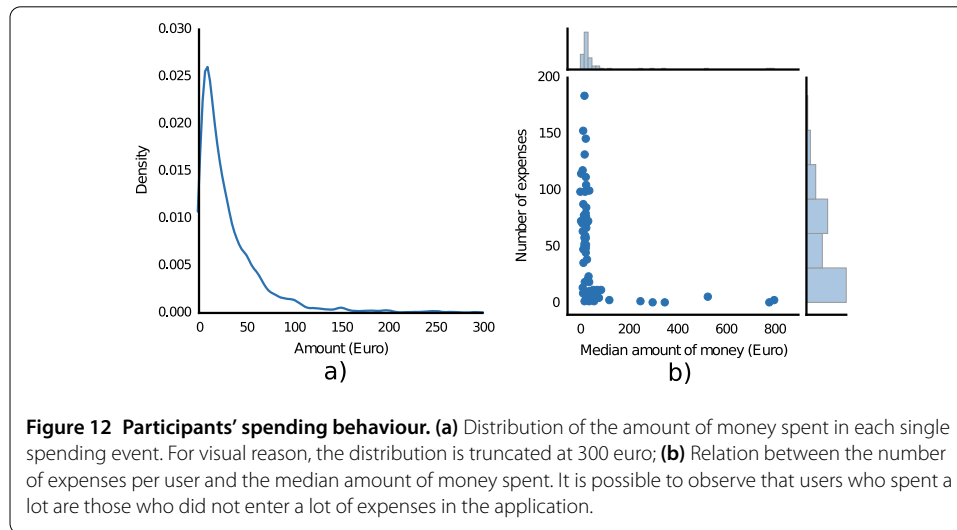 0.030
0.025
0.020
0.015
0.010
0.005
0.000
Density
0 50 100 150 200 250 300
Amount (Euro)
a)
200
150
100
50
0
Number of expenses
0 200 400 600 800
Median amount of money (Euro)
b)
Figure 12 Participants’ spending behaviour. (a) Distribution of the amount of money spent in each single
spending event. For visual reason, the distribution is truncated at 300 euro; (b) Relation between the number
of expenses per user and the median amount of money spent. It is possible to observe that users who spent a
lot are those who did not enter a lot of expenses in the application.